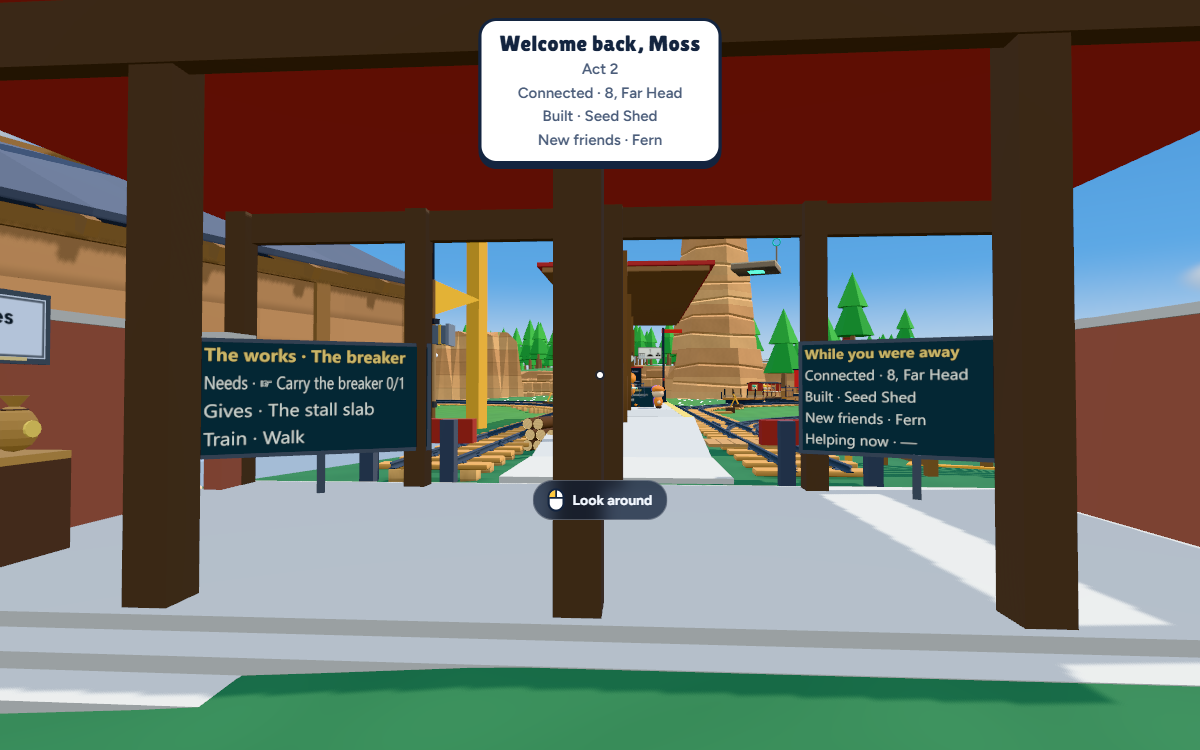 Welcome back, Moss
Act 2
Connected · 8, Far Head
Built · Seed Shed
New friends · Fern
es
The works · The breaker
Needs · ☞ Carry the breaker 0/1
Gives · The stall slab
Train · Walk
While you were away
Connected · 8, Far Head
Built · Seed Shed
New friends · Fern
Helping now · —
Look around